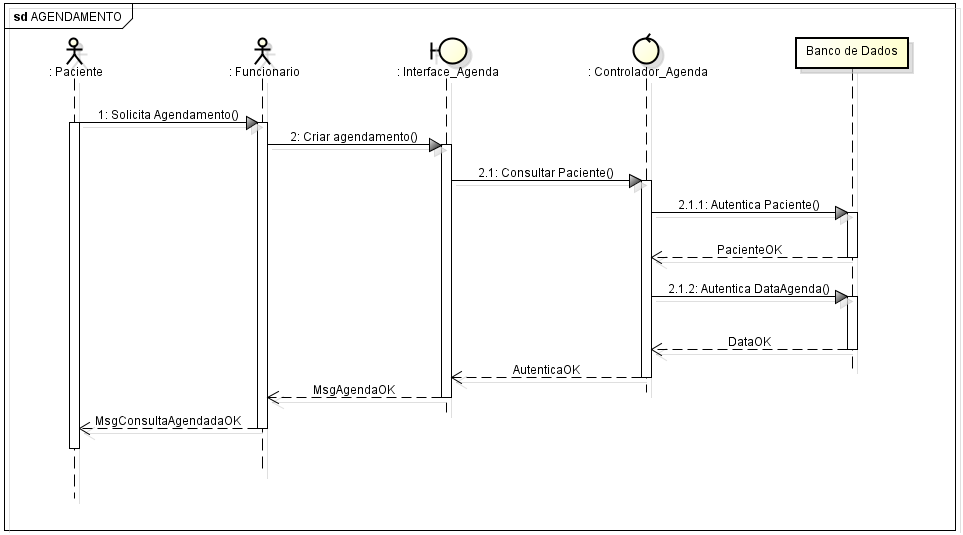 sd AGENDAMENTO
: Paciente
: Funcionario
: Interface_Agenda
: Controlador_Agenda
Banco de Dados
1: Solicita Agendamento()
2: Criar agendamento()
2.1: Consultar Paciente()
2.1.1: Autentica Paciente()
PacienteOK
2.1.2: Autentica DataAgenda()
DataOK
AutenticaOK
MsgAgendaOK
MsgConsultaAgendadaOK